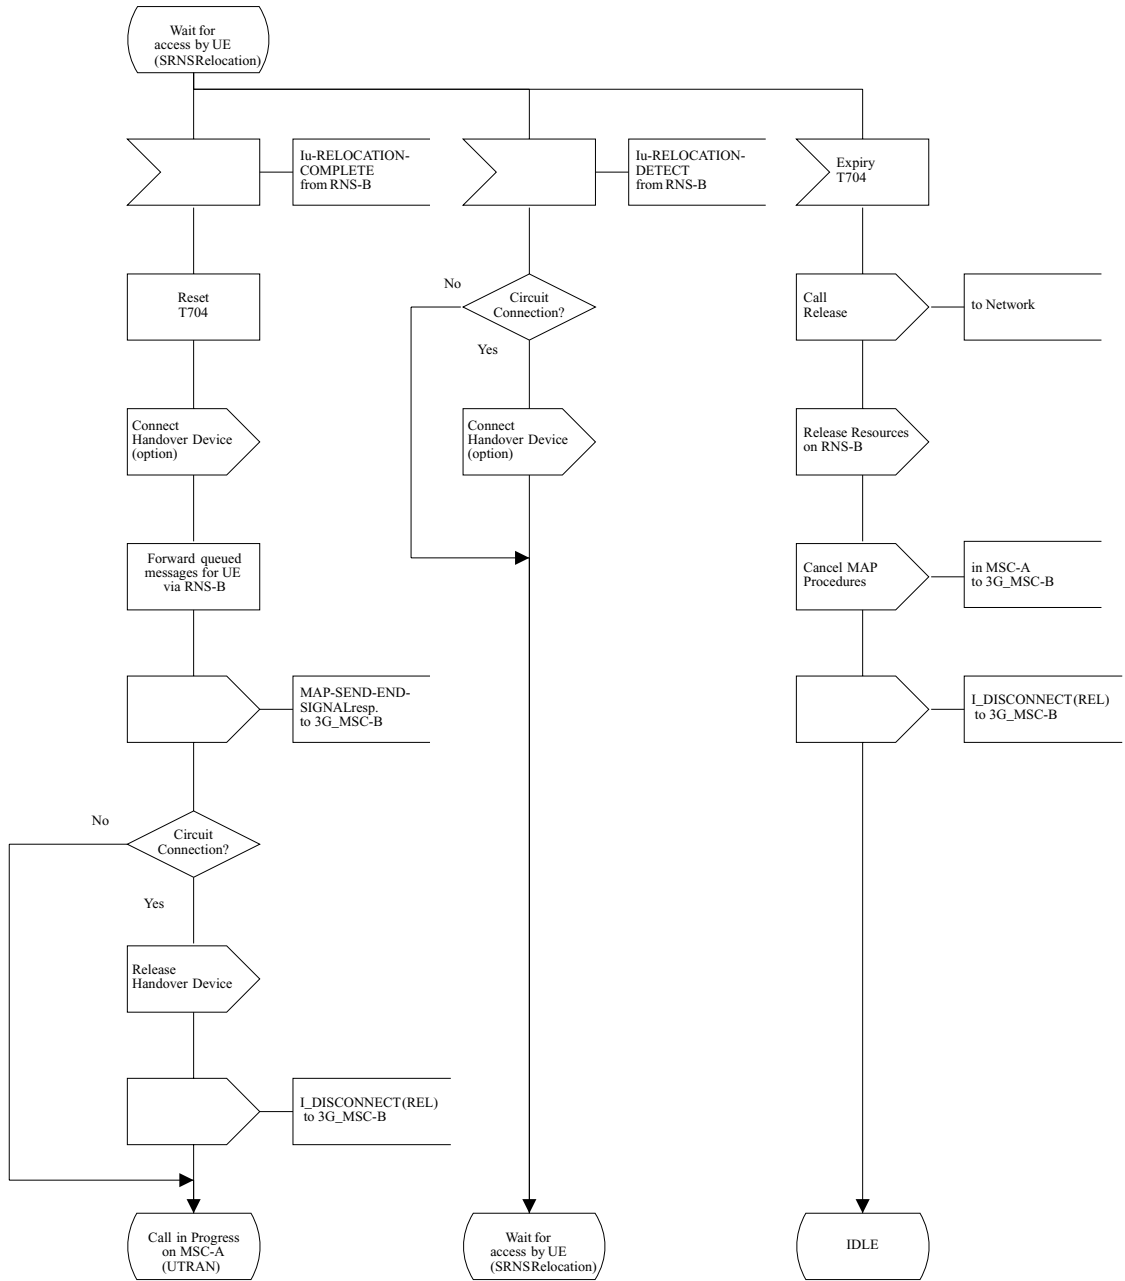 Wait for
access by UE
(SRNSRelocation)
Iu-RELOCATION-
COMPLETE
from RNS-B
Iu-RELOCATION-
DETECT
from RNS-B
Expiry
T704
Reset
T704
No
Circuit
Connection?
Yes
Call
Release
to Network
Connect
Handover Device
(option)
Connect
Handover Device
(option)
Release Resources
on RNS-B
Forward queued
messages for UE
via RNS-B
Cancel MAP
Procedures
in MSC-A
to 3G_MSC-B
MAP-SEND-END-
SIGNALresp.
to 3G_MSC-B
I_DISCONNECT(REL)
to 3G_MSC-B
No
Circuit
Connection?
Yes
Release
Handover Device
I_DISCONNECT(REL)
to 3G_MSC-B
Call in Progress
on MSC-A
(UTRAN)
Wait for
access by UE
(SRNSRelocation)
IDLE